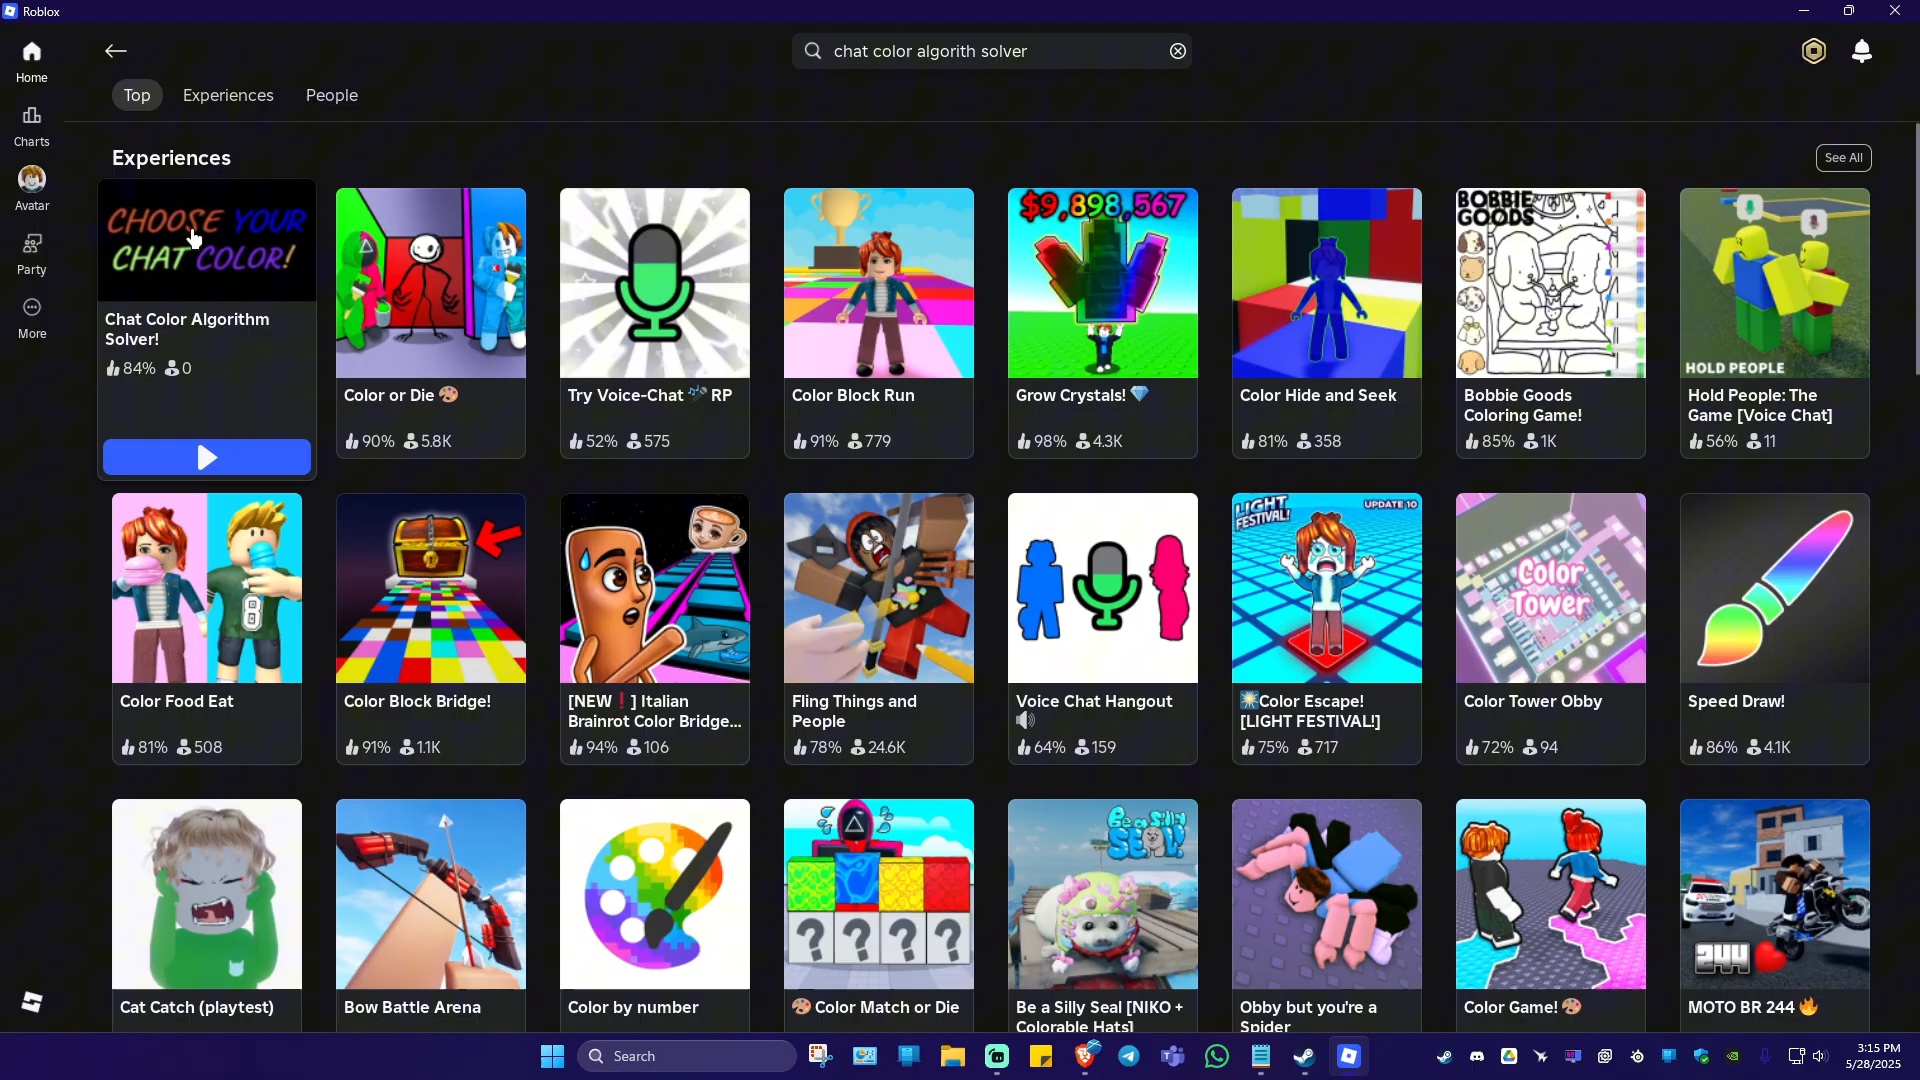 Roblox
chat color algorith solver
Home
Top Experiences People
Charts
Avatar
Party
More
Experiences
See All
CHOOSE YOUR
CHAT COLOR!
Chat Color Algorithm
Solver!
84% 0
Color or Die
90% 5.8K
Try Voice-Chat RP
52% 575
Color Block Run
91% 779
$9,898,567
Grow Crystals!
98% 4.3K
Color Hide and Seek
81% 358
BOBBIE
GOODS
Bobbie Goods
Coloring Game!
85% 1K
HOLD PEOPLE
Hold People: The
Game [Voice Chat]
56% 11
8
Color Food Eat
81% 508
Color Block Bridge!
91% 1.1K
[NEW❗] Italian
Brainrot Color Bridge...
94% 106
Fling Things and
People
78% 24.6K
Voice Chat Hangout
64% 159
LIGHT
FESTIVAL!
UPDATE 10
Color Escape!
[LIGHT FESTIVAL!]
75% 717
Color
Tower
Color Tower Obby
72% 94
Speed Draw!
86% 4.1K
Cat Catch (playtest)
Bow Battle Arena
Color by number
? ? ? ?
Color Match or Die
Be a Silly
SEAL!
Be a Silly Seal [NIKO +
Colorable Hats]
Obby but you're a
Spider
Color Game!
244
MOTO BR 244
Search
3:15 PM
5/28/2025